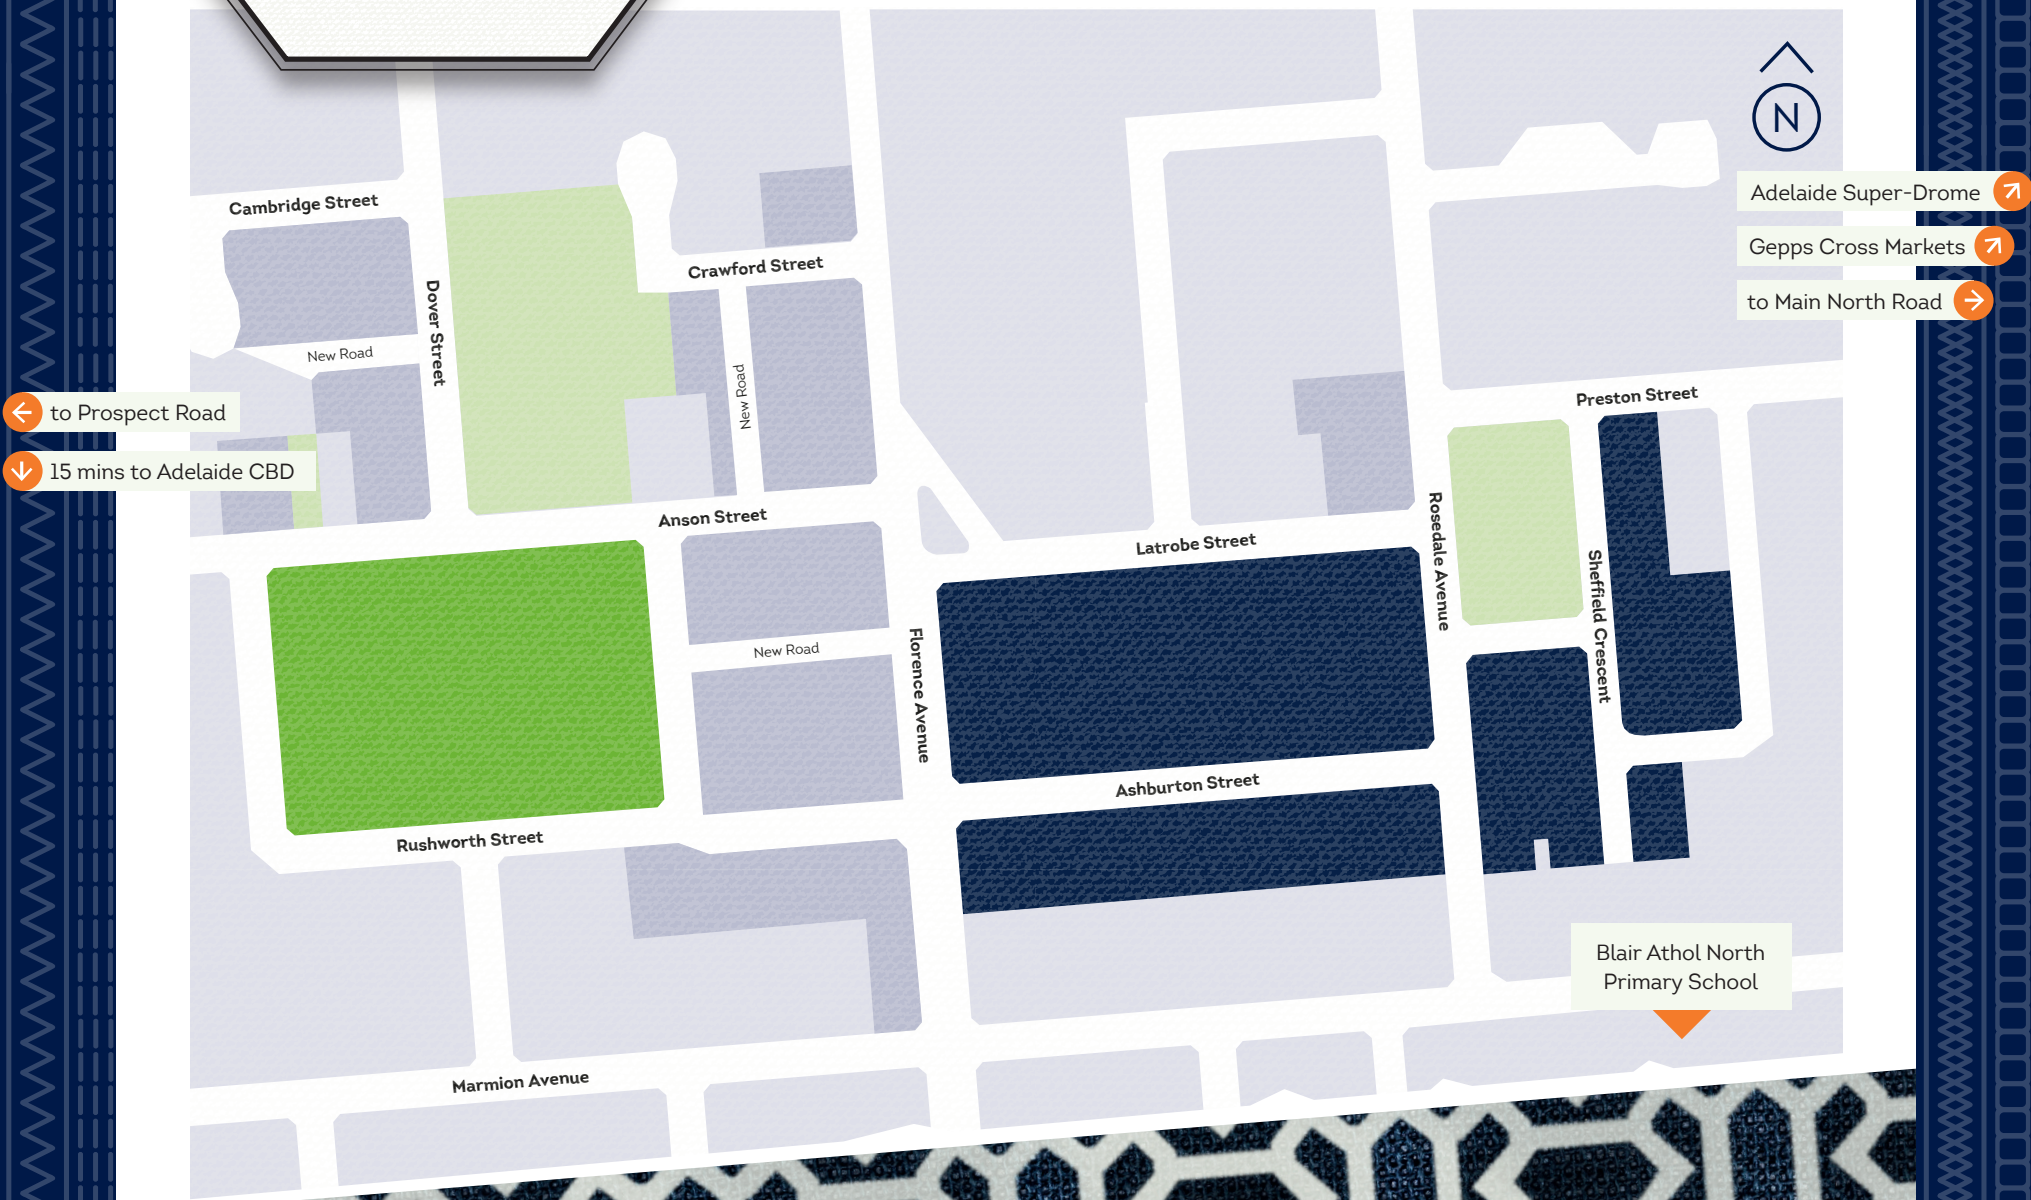 N
Adelaide Super-Drome
Gepps Cross Markets
to Main North Road
Cambridge Street
Crawford Street
Dover Street
New Road
New Road
Preston Street
to Prospect Road
15 mins to Adelaide CBD
Anson Street
Latrobe Street
Rosedale Avenue
Sheffield Crescent
New Road
Florence Avenue
Ashburton Street
Rushworth Street
Blair Athol North
Primary School
Marmion Avenue